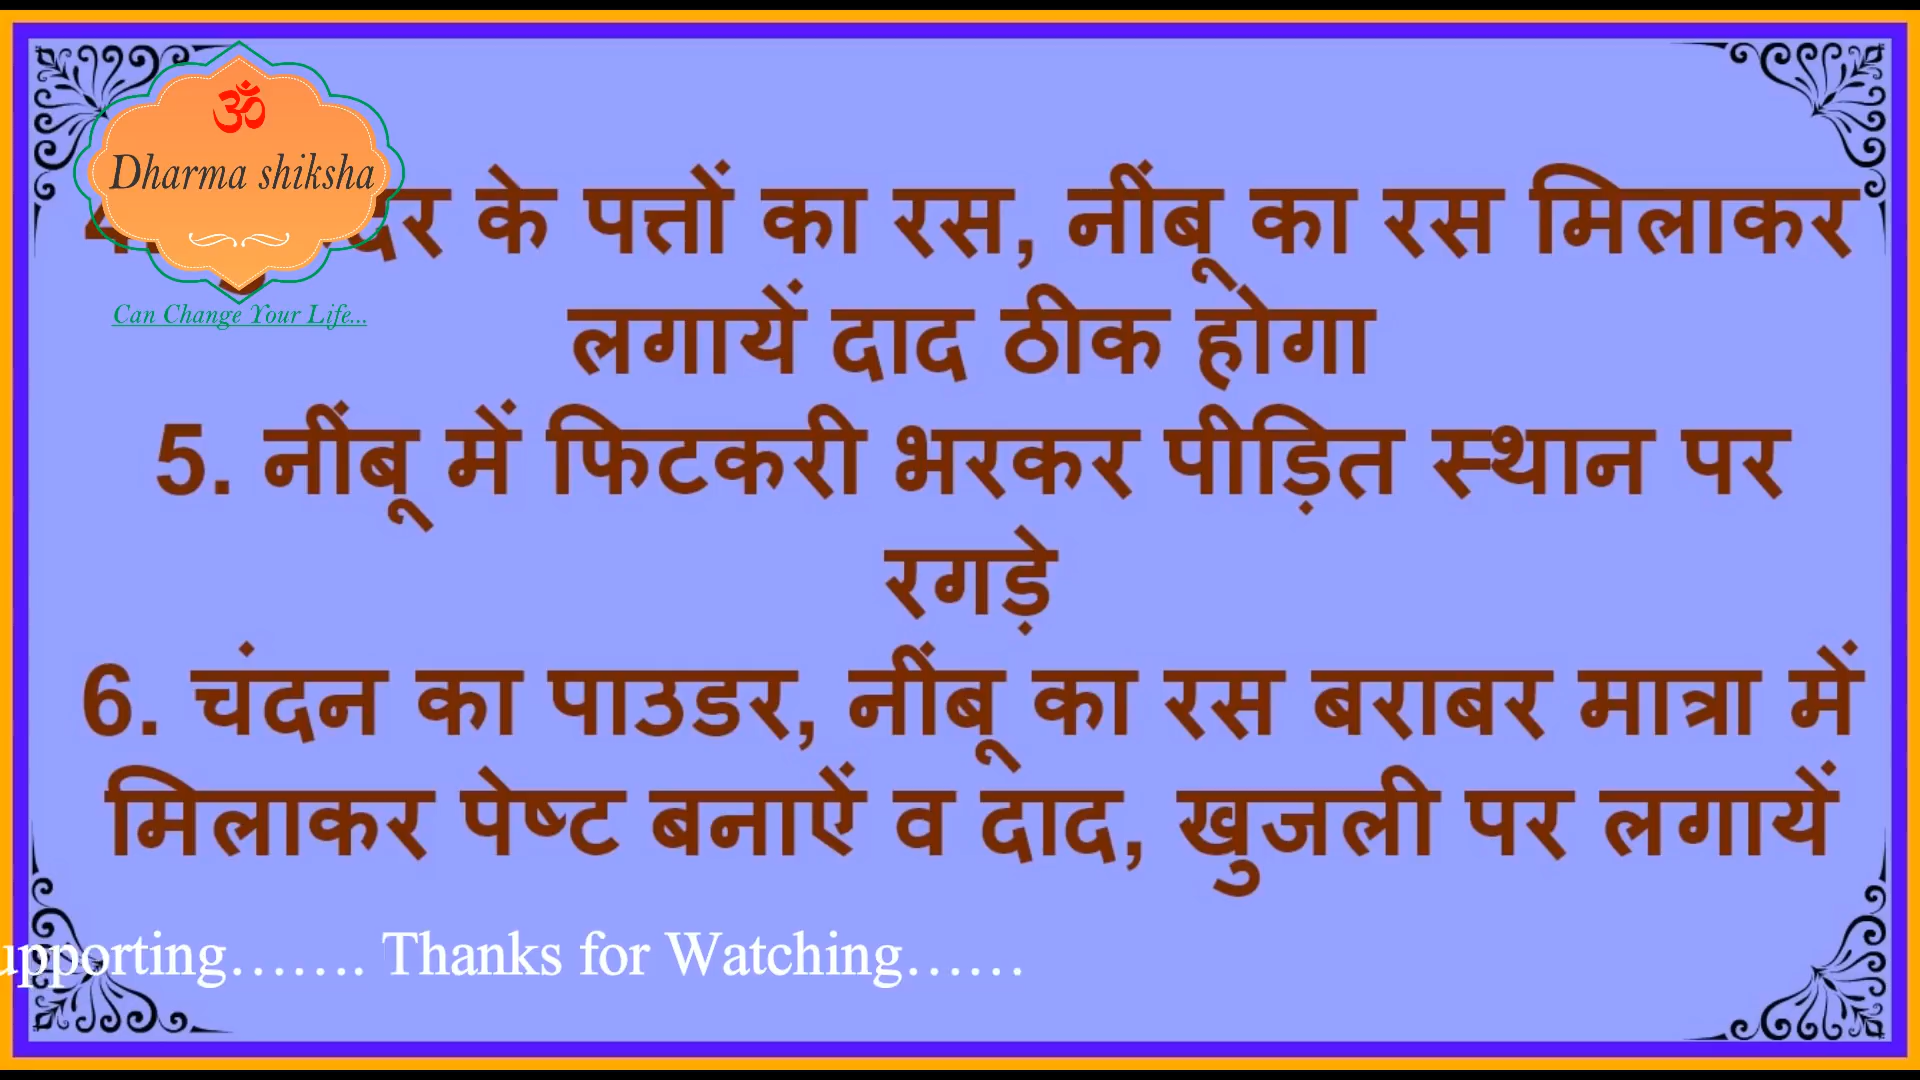 ॐ
Dharma shiksha
Can Change Your Life...
के पत्तों का रस, नींबू का रस मिलाकर
लगायें दाद ठीक होगा
5. नींबू में फिटकरी भरकर पीड़ित स्थान पर
रगड़े
6. चंदन का पाउडर, नींबू का रस बराबर मात्रा में
मिलाकर पेष्ट बनाऐं व दाद, खुजली पर लगायें
....... Thanks for Watching......